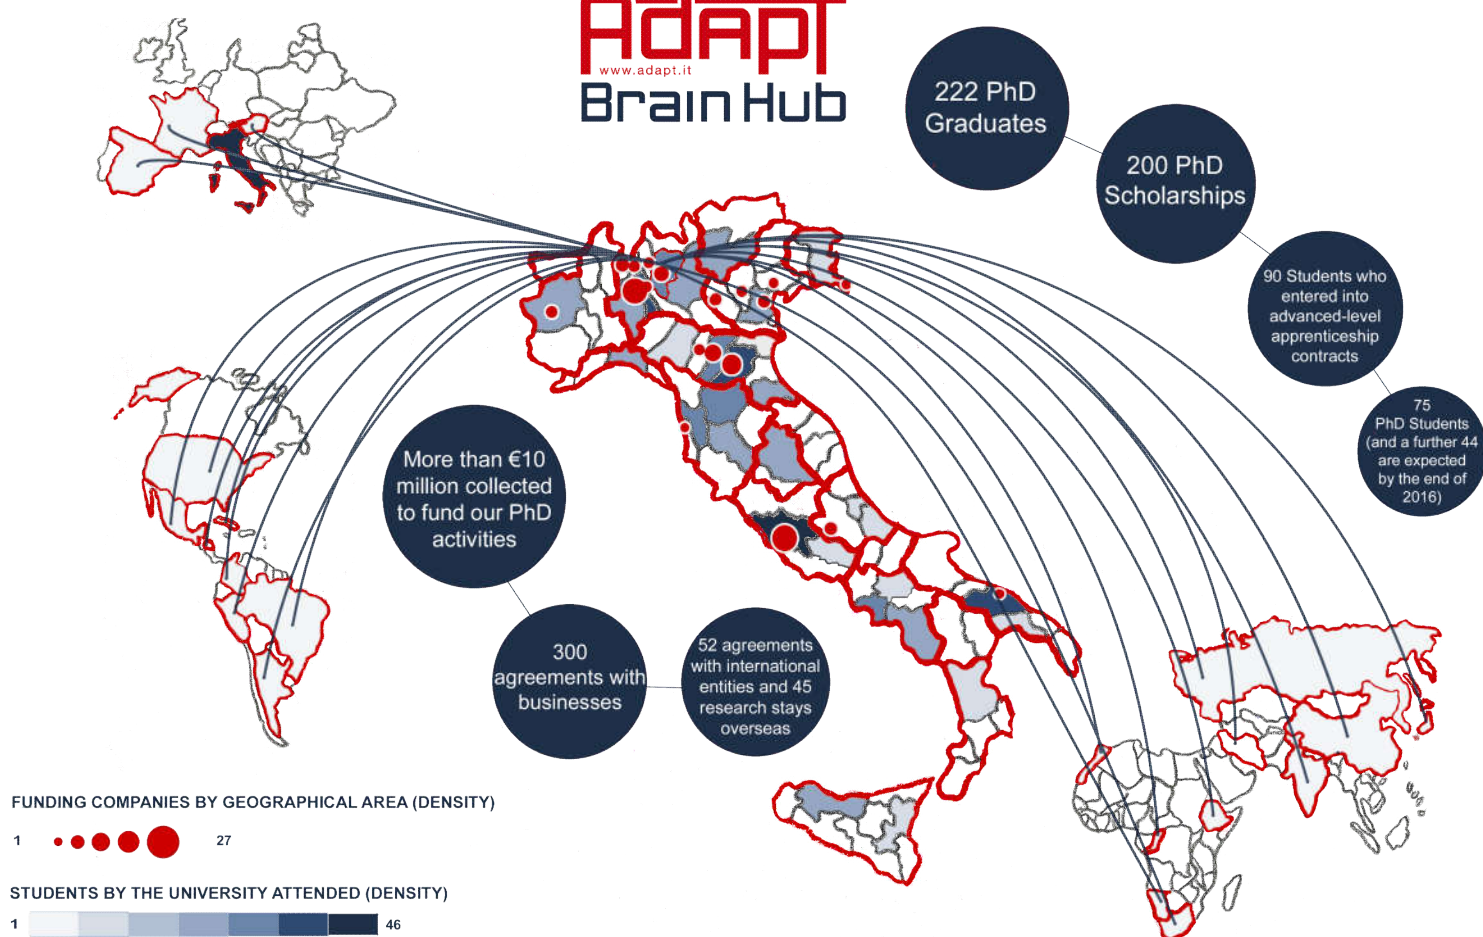 AdAPT
www.adapt.it
Brain Hub
222 PhD
Graduates
200 PhD
Scholarships
90 Students who
entered into
advanced-level
apprenticeship
contracts
75
PhD Students
(and a further 44
are expected
by the end of
2016)
More than €10
million collected
to fund our PhD
activities
300
agreements with
businesses
52 agreements
with international
entities and 45
research stays
overseas
FUNDING COMPANIES BY GEOGRAPHICAL AREA (DENSITY)
1 27
STUDENTS BY THE UNIVERSITY ATTENDED (DENSITY)
1 46